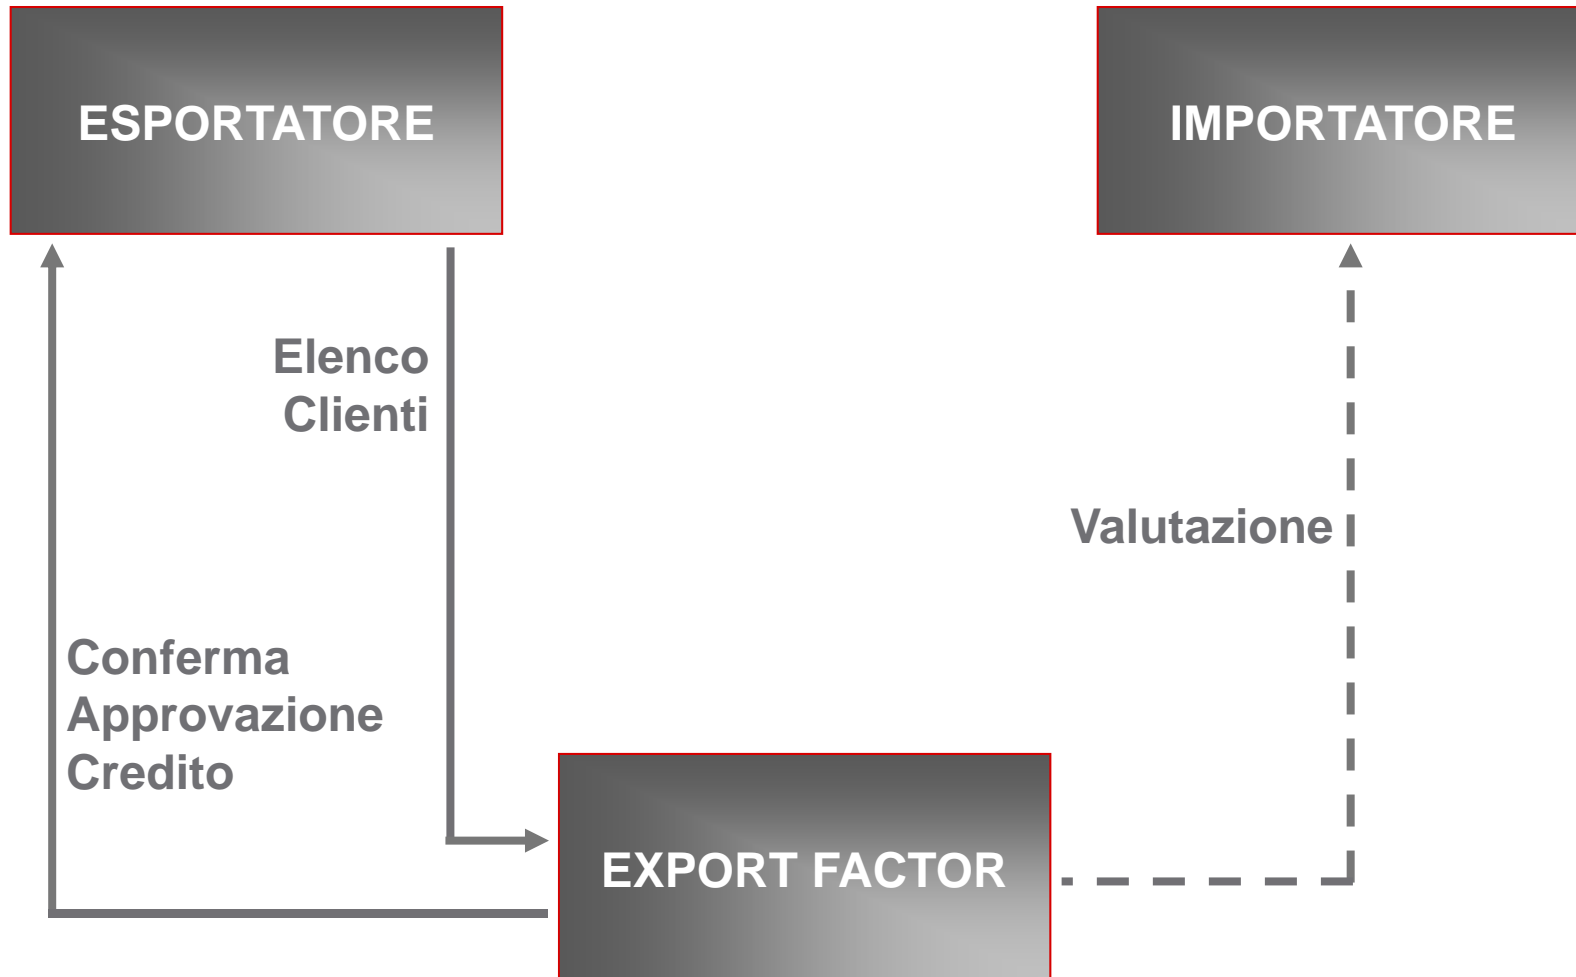 ESPORTATORE
IMPORTATORE
Elenco
Clienti
Valutazione
Conferma
Approvazione
Credito
EXPORT FACTOR